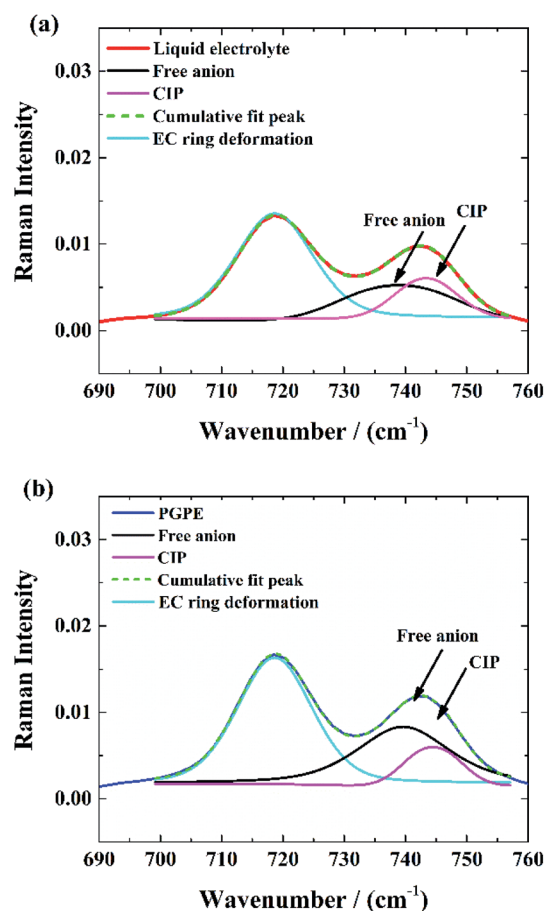 (a)
Liquid electrolyte
Free anion
CIP
Cumulative fit peak
EC ring deformation
Free anion
CIP
Raman Intensity
0.03
0.02
0.01
0.00
690 700 710 720 730 740 750 760
Wavenumber / (cm⁻¹)
(b)
PGPE
Free anion
CIP
Cumulative fit peak
EC ring deformation
Free anion
CIP
Raman Intensity
0.03
0.02
0.01
0.00
690 700 710 720 730 740 750 760
Wavenumber / (cm⁻¹)